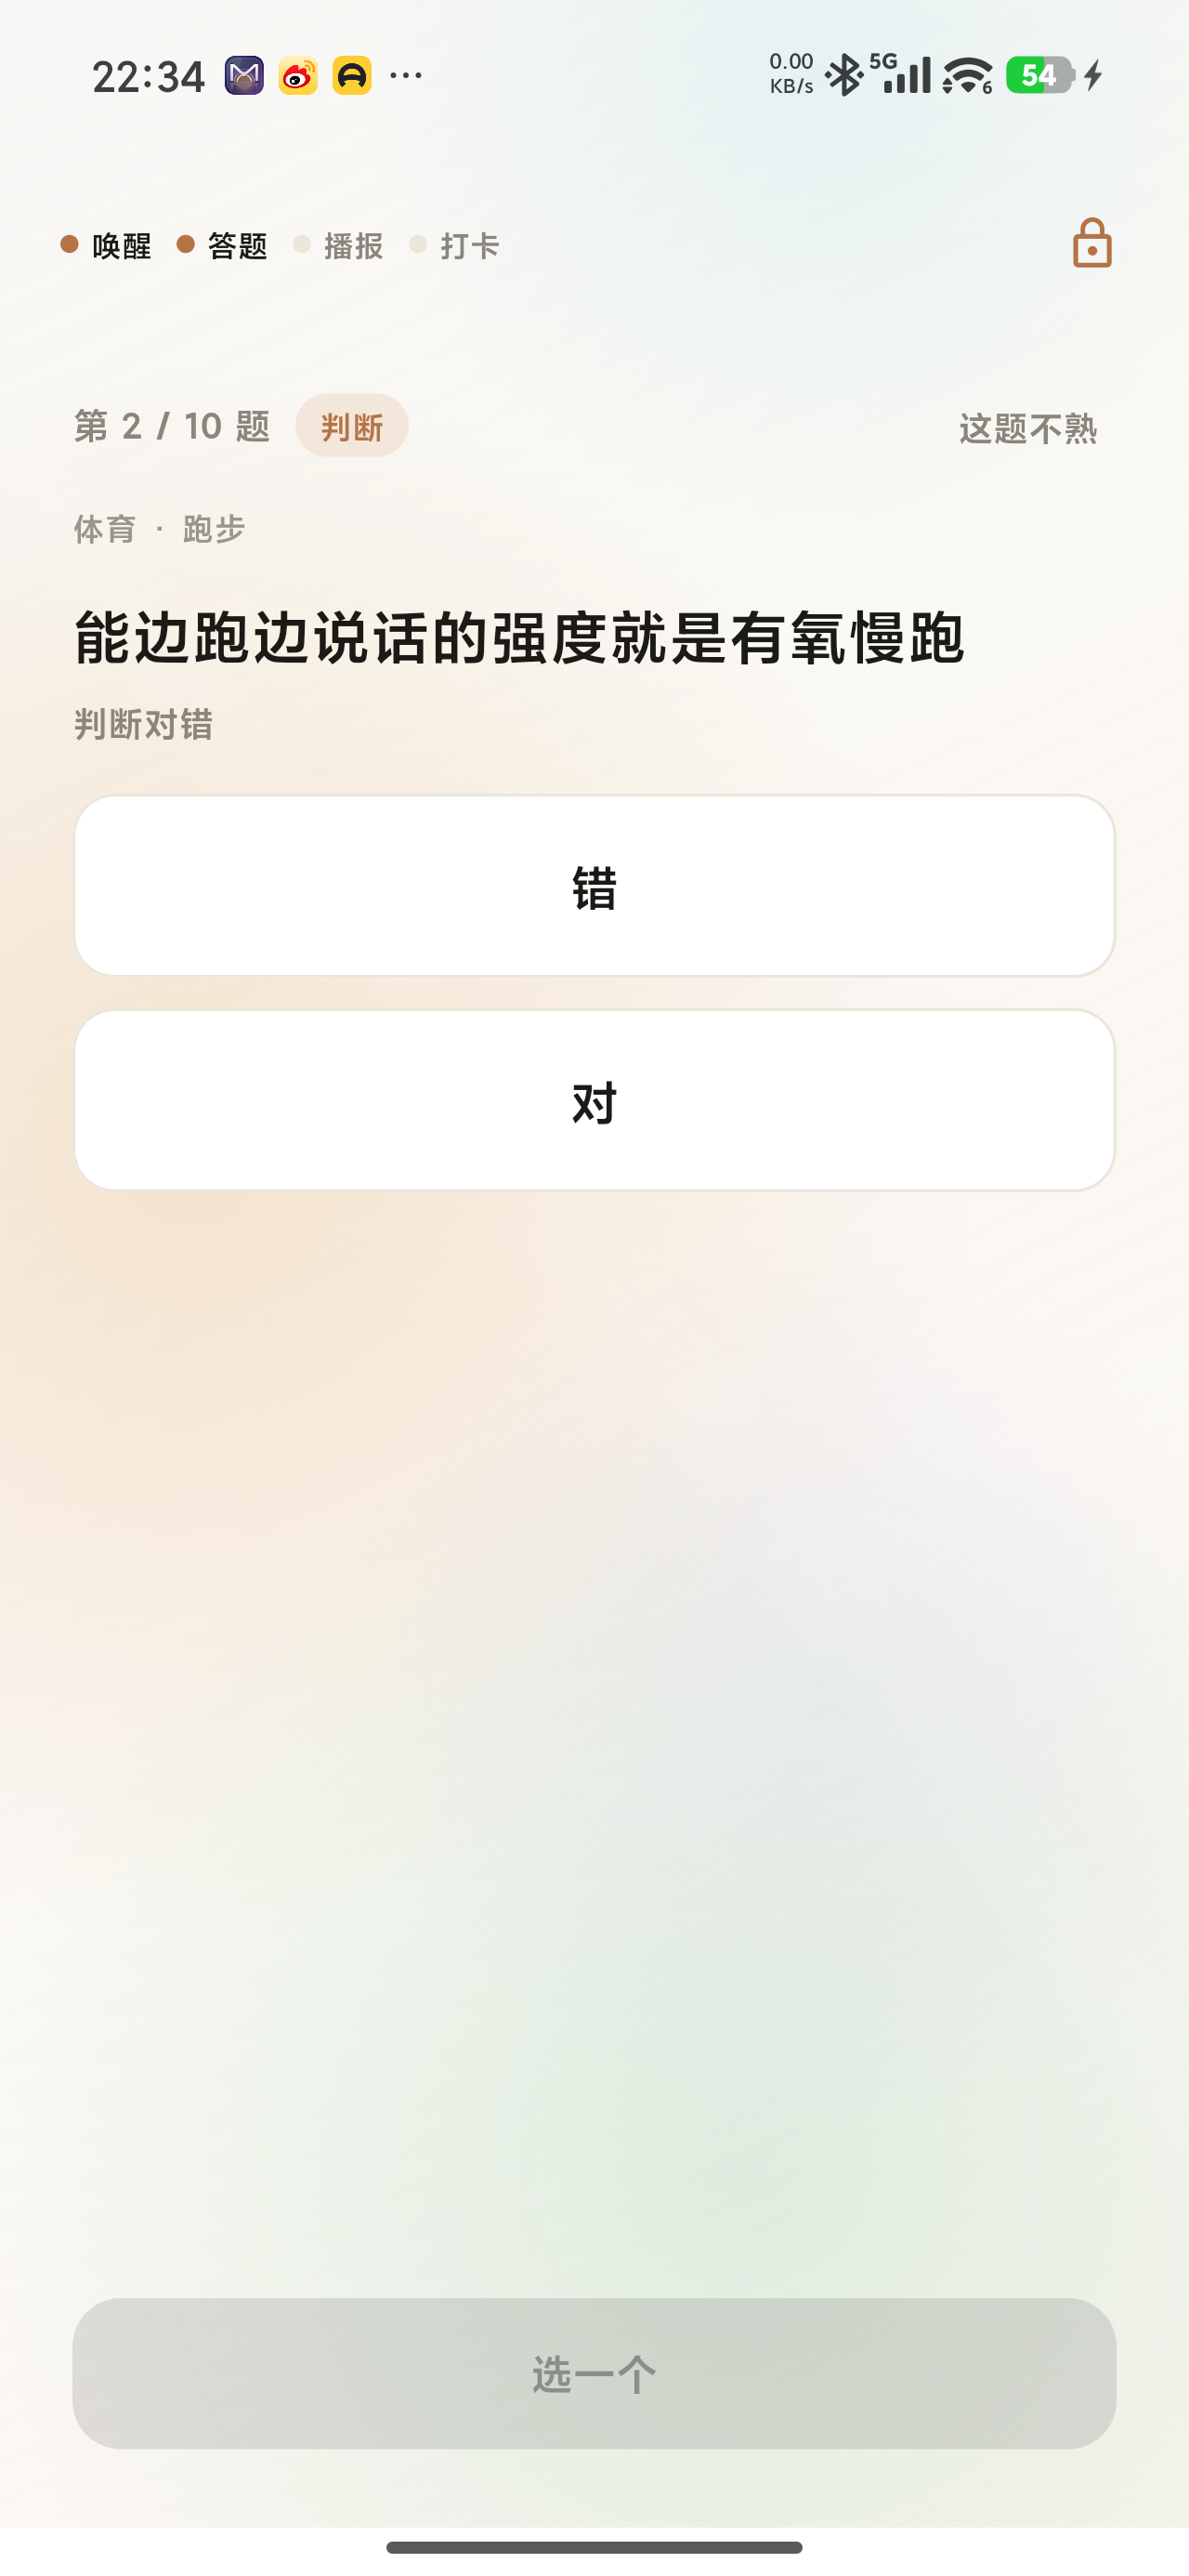 22:34 ··· 0.00 KB/s 5G 6 54
唤醒 答题 播报 打卡
第 2 / 10 题 判断 这题不熟
体育 · 跑步
能边跑边说话的强度就是有氧慢跑
判断对错
错
对
选一个